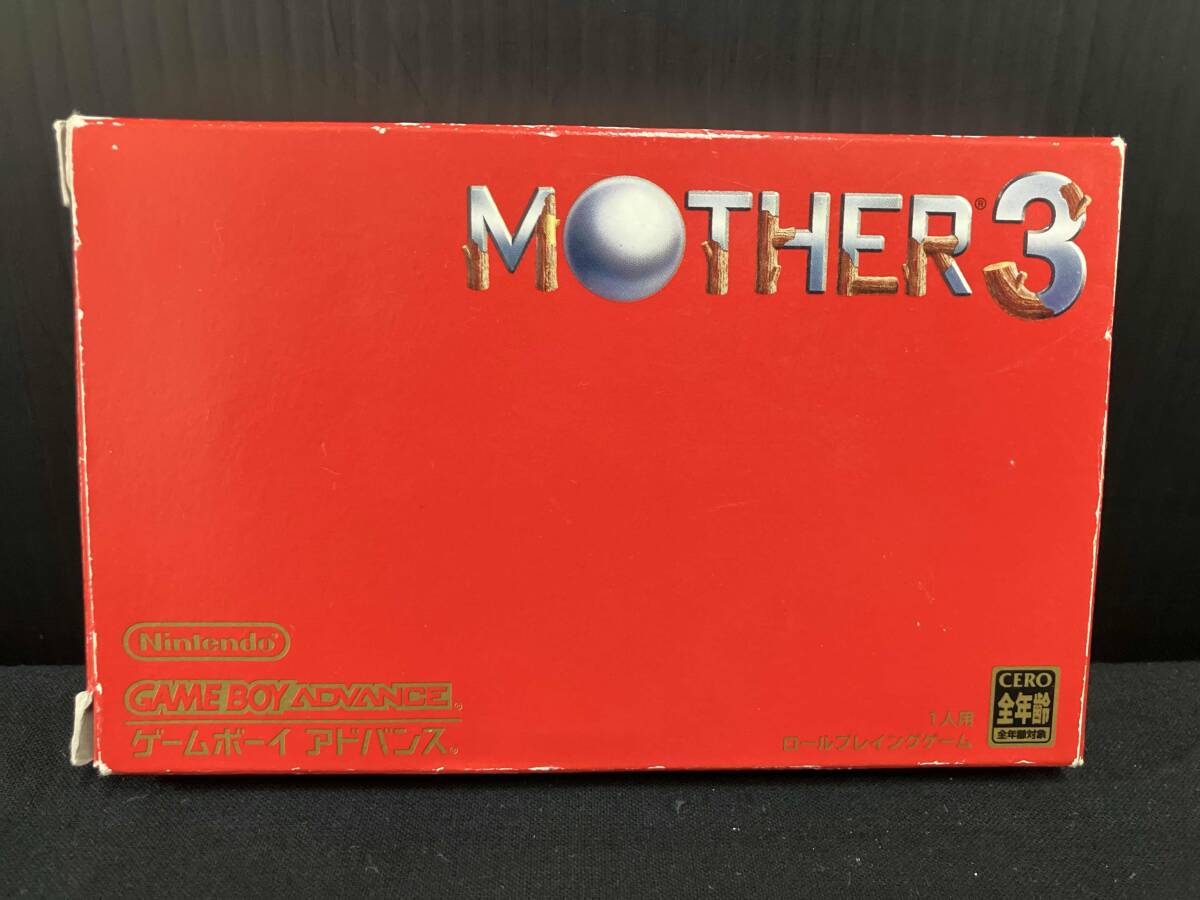 MOTHER® 3
Nintendo®
GAME BOY ADVANCE
ゲームボーイ アドバンス
1人用
ロールプレイングゲーム
CERO
全年齢
全年齢対象